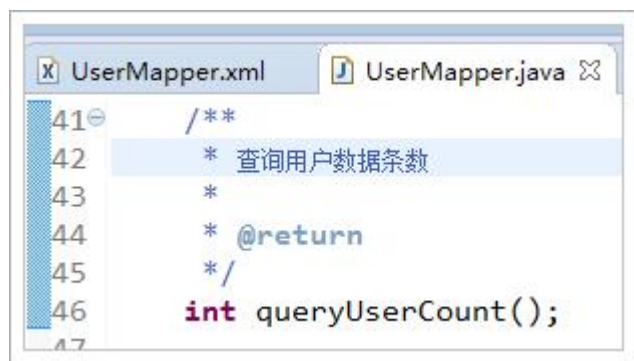 UserMapper.xml UserMapper.java
41 /**
42 * 查询用户数据条数
43 *
44 * @return
45 */
46 int queryUserCount();
47